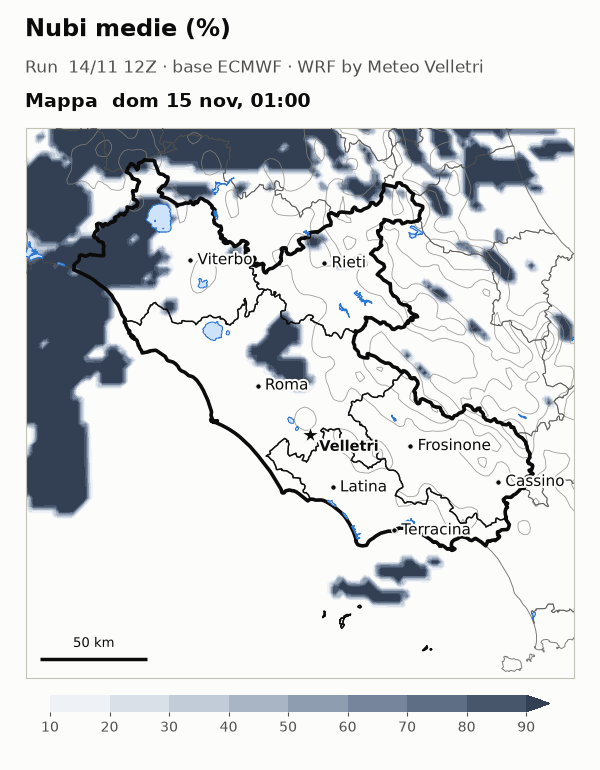 Nubi medie (%)
Run 14/11 12Z · base ECMWF · WRF by Meteo Velletri
Mappa dom 15 nov, 01:00
Viterbo
Rieti
Roma
Velletri
Frosinone
Cassino
Latina
Terracina
50 km
10 20 30 40 50 60 70 80 90